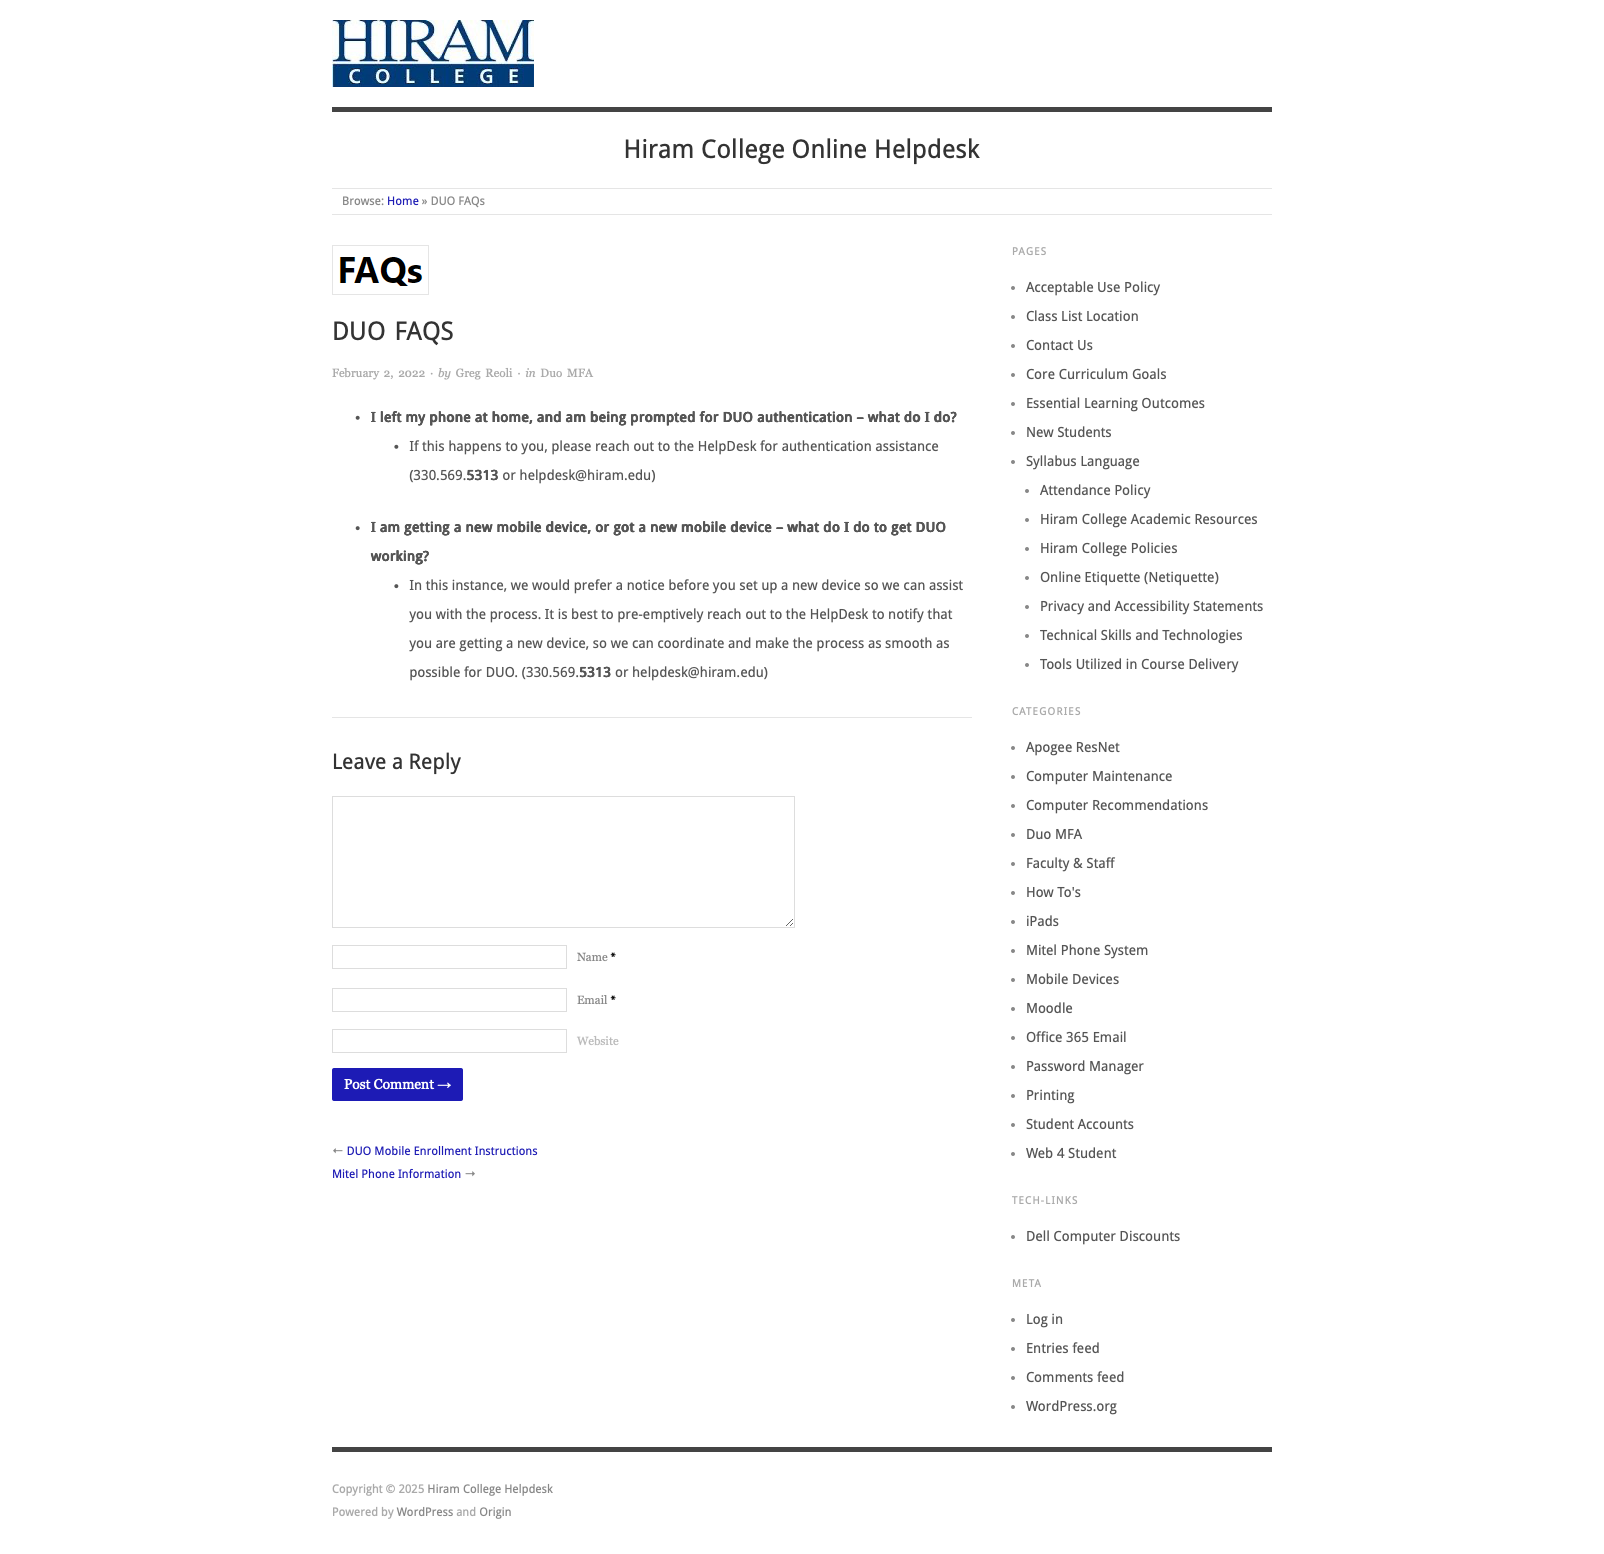 HIRAM
COLLEGE
Hiram College Online Helpdesk
Browse: Home » DUO FAQs
FAQs
DUO FAQS
February 2, 2022 · by Greg Reoli · in Duo MFA
• I left my phone at home, and am being prompted for DUO authentication – what do I do?
• If this happens to you, please reach out to the HelpDesk for authentication assistance
(330.569.5313 or helpdesk@hiram.edu)
• I am getting a new mobile device, or got a new mobile device – what do I do to get DUO
working?
• In this instance, we would prefer a notice before you set up a new device so we can assist
you with the process. It is best to pre-emptively reach out to the HelpDesk to notify that
you are getting a new device, so we can coordinate and make the process as smooth as
possible for DUO. (330.569.5313 or helpdesk@hiram.edu)
Leave a Reply
Name *
Email *
Website
Post Comment →
← DUO Mobile Enrollment Instructions
Mitel Phone Information →
PAGES
• Acceptable Use Policy
• Class List Location
• Contact Us
• Core Curriculum Goals
• Essential Learning Outcomes
• New Students
• Syllabus Language
• Attendance Policy
• Hiram College Academic Resources
• Hiram College Policies
• Online Etiquette (Netiquette)
• Privacy and Accessibility Statements
• Technical Skills and Technologies
• Tools Utilized in Course Delivery
CATEGORIES
• Apogee ResNet
• Computer Maintenance
• Computer Recommendations
• Duo MFA
• Faculty & Staff
• How To's
• iPads
• Mitel Phone System
• Mobile Devices
• Moodle
• Office 365 Email
• Password Manager
• Printing
• Student Accounts
• Web 4 Student
TECH-LINKS
• Dell Computer Discounts
META
• Log in
• Entries feed
• Comments feed
• WordPress.org
Copyright © 2025 Hiram College Helpdesk
Powered by WordPress and Origin